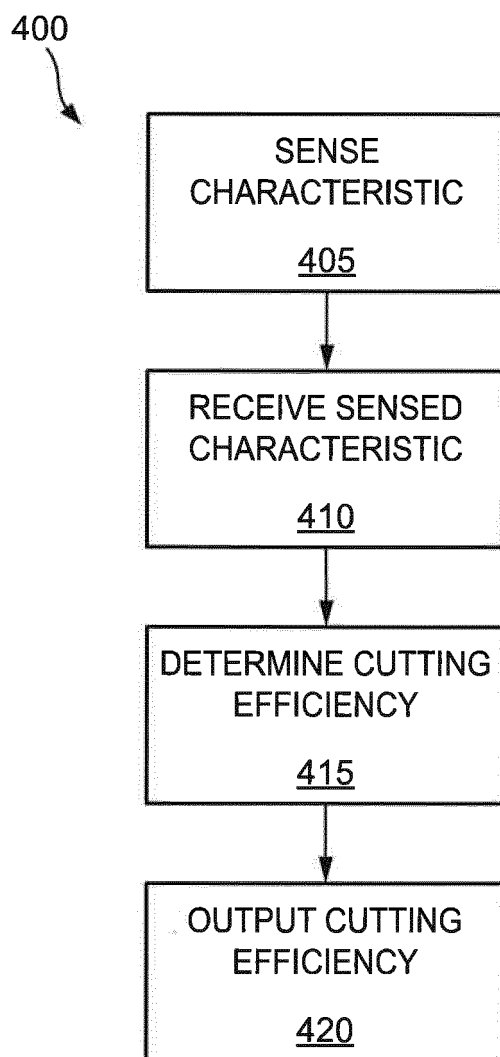 400
SENSE
CHARACTERISTIC
405
RECEIVE SENSED
CHARACTERISTIC
410
DETERMINE CUTTING
EFFICIENCY
415
OUTPUT CUTTING
EFFICIENCY
420